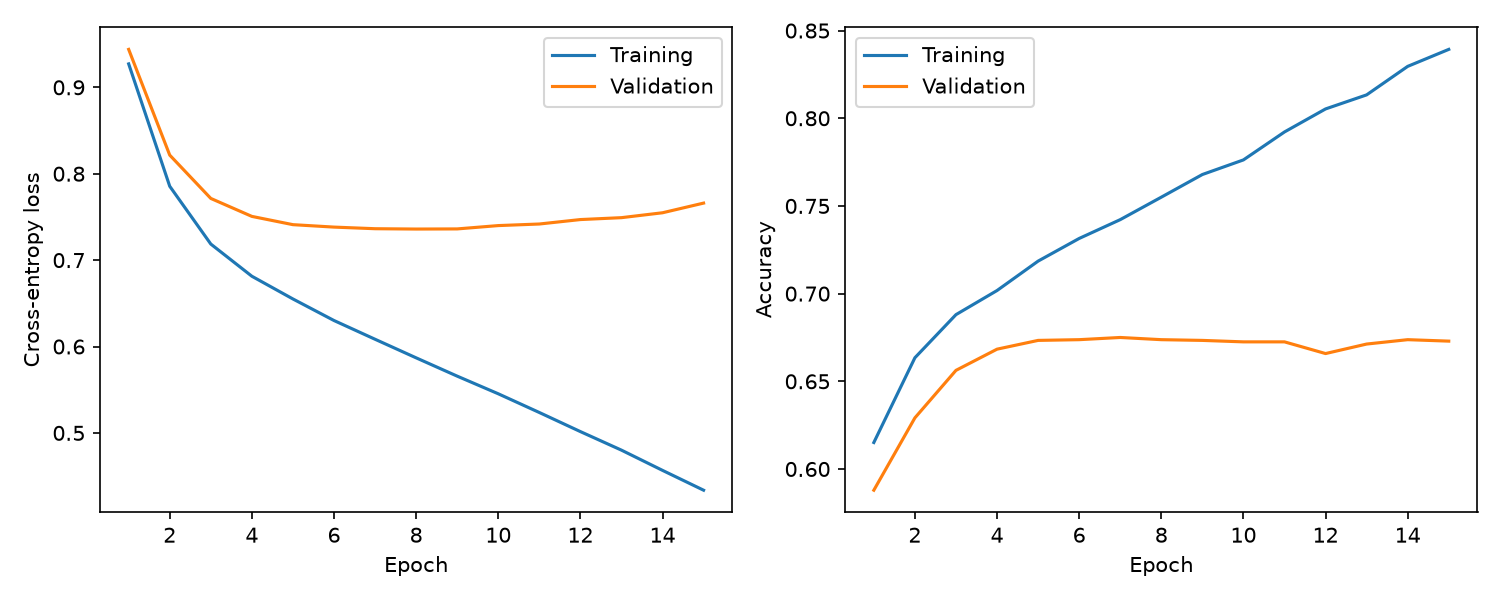 Training
Validation
Cross-entropy loss
0.9
0.8
0.7
0.6
0.5
2 4 6 8 10 12 14
Epoch
Training
Validation
Accuracy
0.85
0.80
0.75
0.70
0.65
0.60
2 4 6 8 10 12 14
Epoch